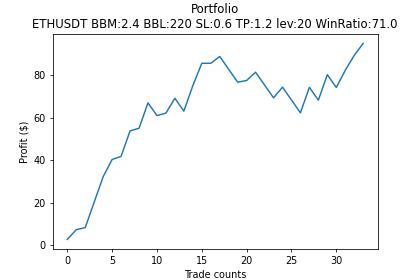 Portfolio
ETHUSDT BBM:2.4 BBL:220 SL:0.6 TP:1.2 lev:20 WinRatio:71.0
80
60
Profit ($)
40
20
0
0 5 10 15 20 25 30
Trade counts